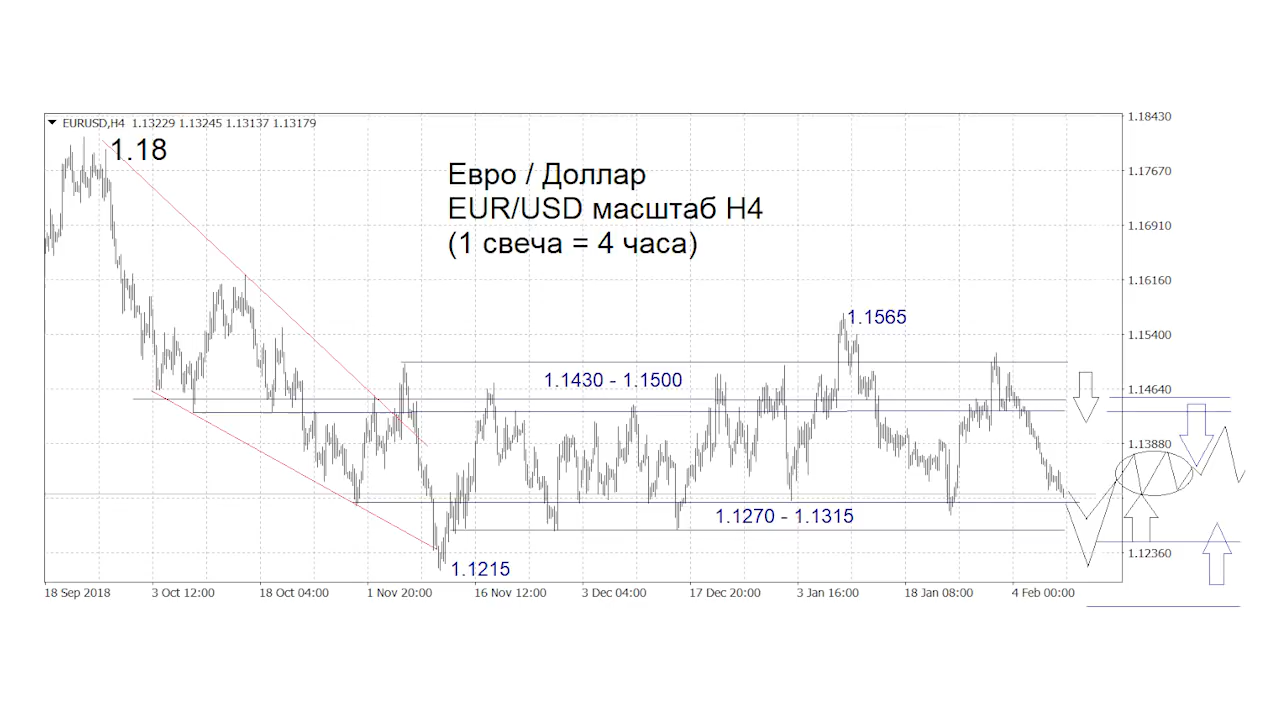 EURUSD,H4 1.13229 1.13245 1.13137 1.13179
1.18
Евро / Доллар
EUR/USD масштаб H4
(1 свеча = 4 часа)
1.1565
1.1430 - 1.1500
1.1270 - 1.1315
1.1215
1.18430
1.17670
1.16910
1.16160
1.15400
1.14640
1.13880
1.12360
18 Sep 2018
3 Oct 12:00
18 Oct 04:00
1 Nov 20:00
16 Nov 12:00
3 Dec 04:00
17 Dec 20:00
3 Jan 16:00
18 Jan 08:00
4 Feb 00:00